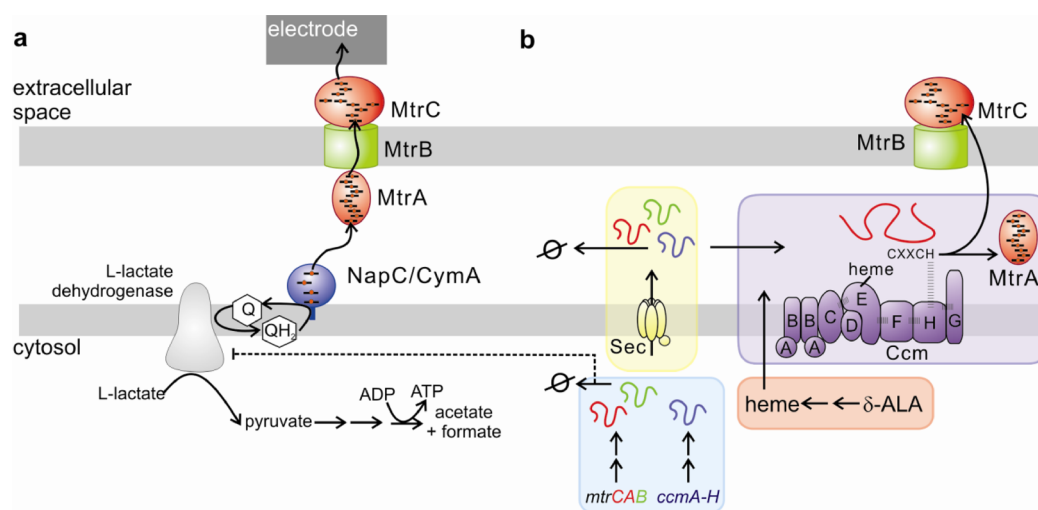 a
electrode
extracellular
space
MtrC
MtrB
MtrA
NapC/CymA
L-lactate
dehydrogenase
Q
QH2
cytosol
L-lactate
pyruvate
ADP
ATP
acetate
+ formate
b
MtrC
MtrB
CXXCH
MtrA
heme
B B C E D F H G
A A
Ccm
Sec
heme
δ-ALA
mtrCAB ccmA-H